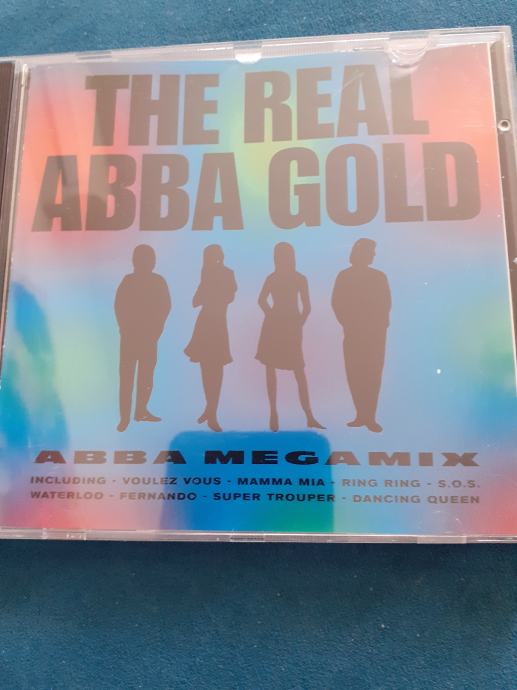 THE REAL
ABBA GOLD
ABBA MEGAMIX
INCLUDING - VOULEZ VOUS - MAMMA MIA - RING RING - S.O.S.
WATERLOO - FERNANDO - SUPER TROUPER - DANCING QUEEN